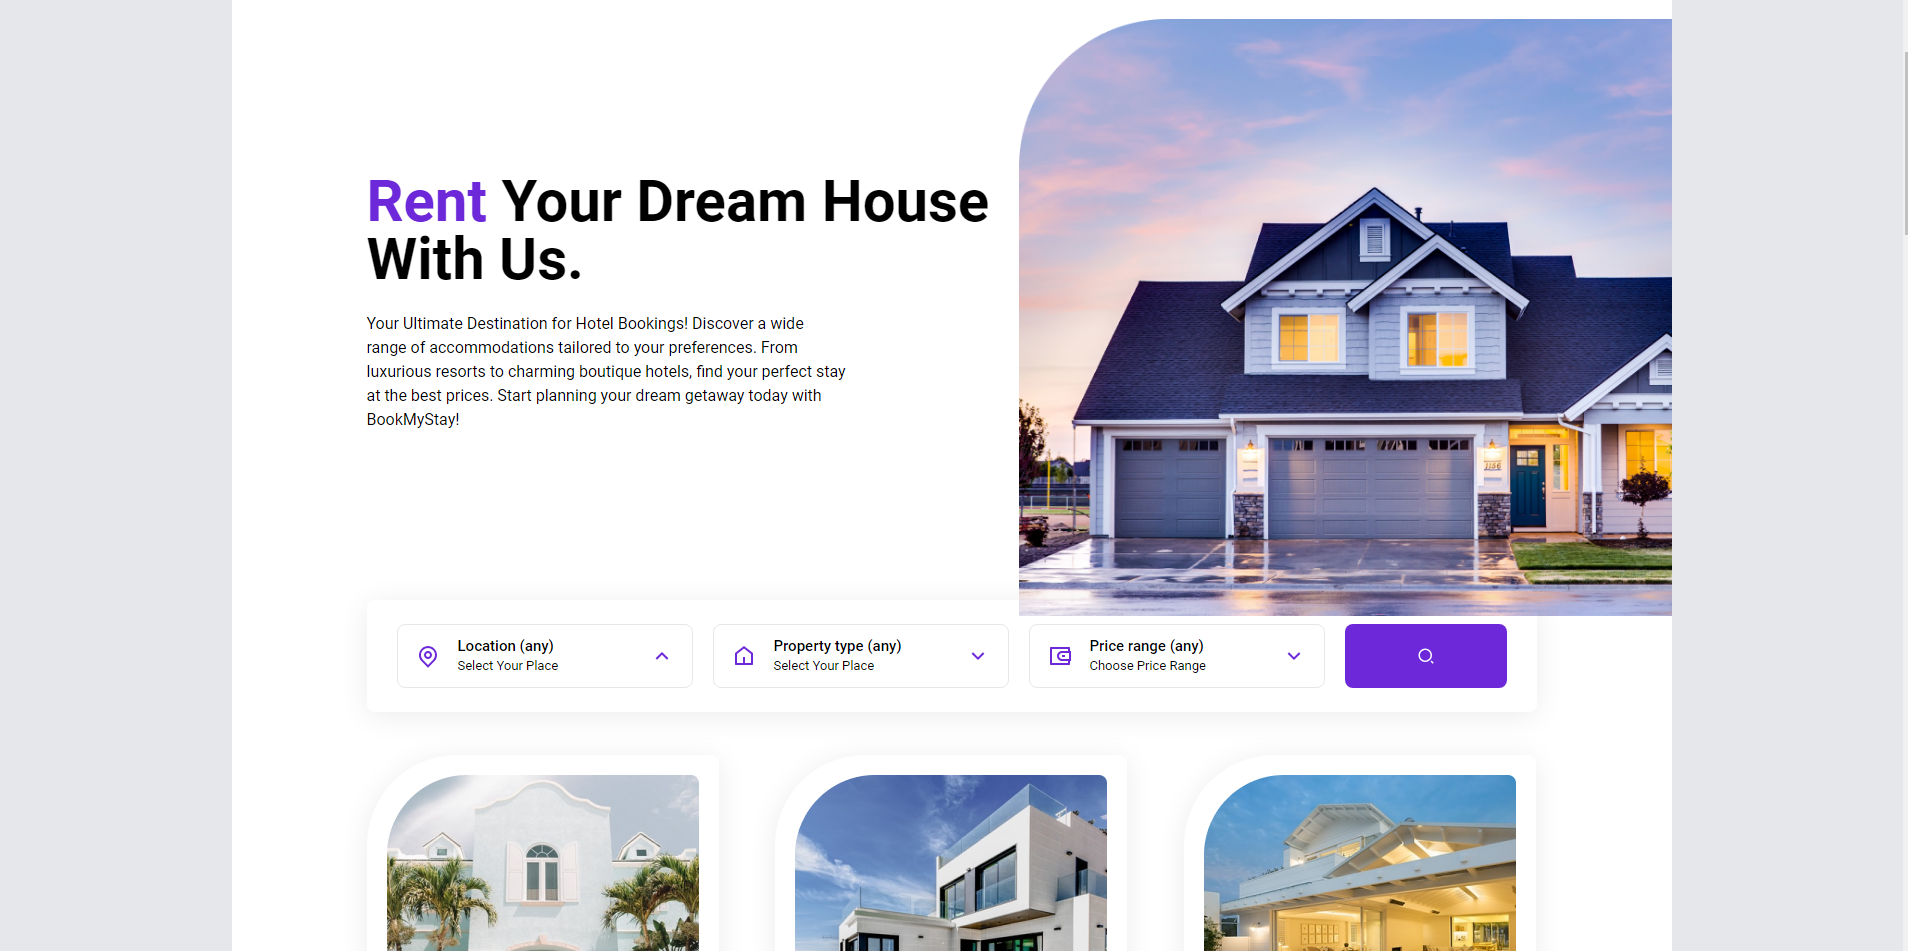 Rent Your Dream House
With Us.
Your Ultimate Destination for Hotel Bookings! Discover a wide
range of accommodations tailored to your preferences. From
luxurious resorts to charming boutique hotels, find your perfect stay
at the best prices. Start planning your dream getaway today with
BookMyStay!
1156
Location (any)
Select Your Place
Property type (any)
Select Your Place
Price range (any)
Choose Price Range